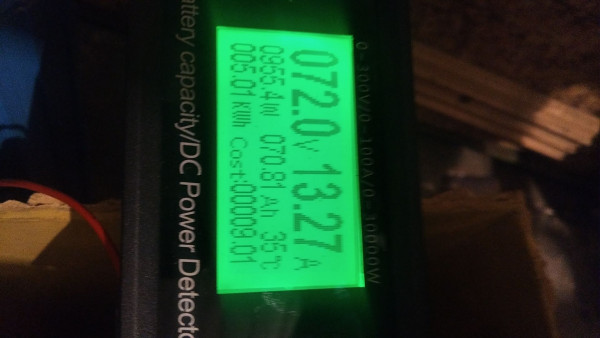 0~300V/0~100A/0~30000W
072.0V 13.27A
0955.4W 070.81Ah 35℃
005.01KWh Cost:00009.01
attery capacity/DC Power Detecto